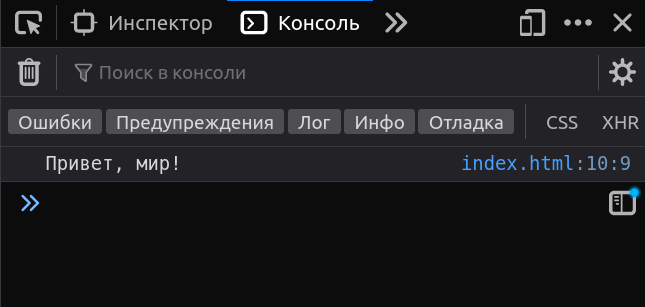 Инспектор Консоль
Поиск в консоли
Ошибки Предупреждения Лог Инфо Отладка CSS XHR
Привет, мир! index.html:10:9